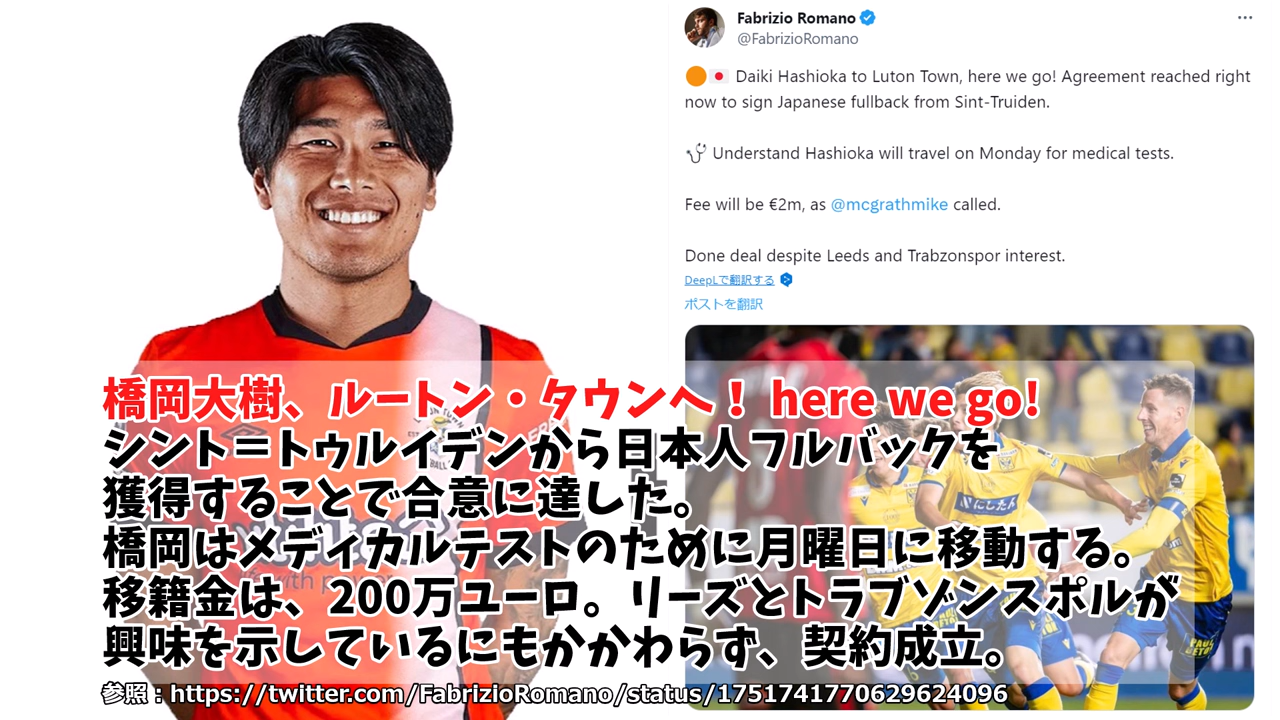 Fabrizio Romano
@FabrizioRomano
Daiki Hashioka to Luton Town, here we go! Agreement reached right
now to sign Japanese fullback from Sint-Truiden.
Understand Hashioka will travel on Monday for medical tests.
Fee will be €2m, as @mcgrathmike called.
Done deal despite Leeds and Trabzonspor interest.
DeepLで翻訳する
ポストを翻訳
橋岡大樹、ルートン・タウンへ! here we go!
シント=トゥルイデンから日本人フルバックを
獲得することで合意に達した。
橋岡はメディカルテストのために月曜日に移動する。
移籍金は、200万ユーロ。リーズとトラブゾンスポルが
興味を示しているにもかかわらず、契約成立。
参照:https://twitter.com/FabrizioRomano/status/1751741770629624096
にしたん